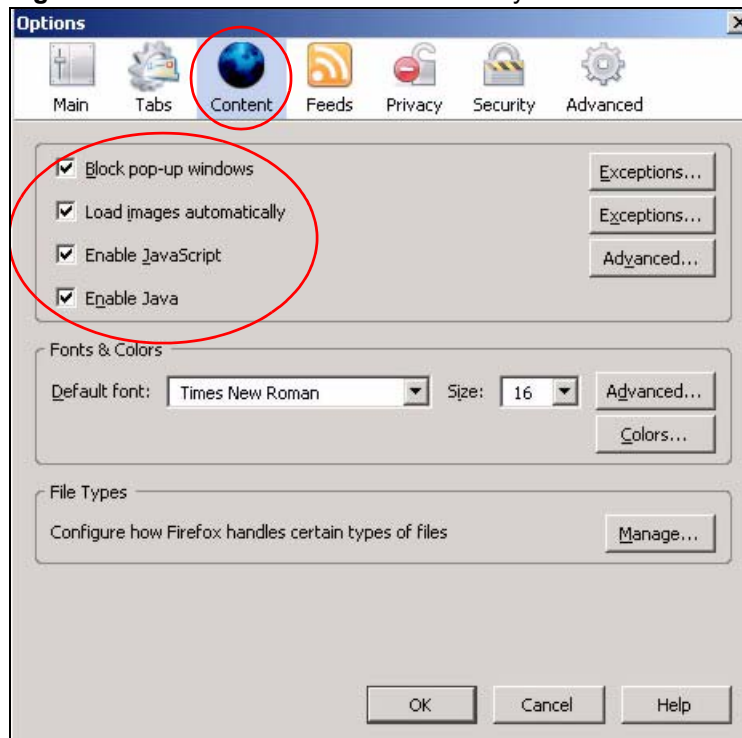 Options
Main Tabs Content Feeds Privacy Security Advanced
Block pop-up windows Exceptions...
Load images automatically Exceptions...
Enable JavaScript Advanced...
Enable Java
Fonts & Colors
Default font: Times New Roman Size: 16 Advanced...
Colors...
File Types
Configure how Firefox handles certain types of files Manage...
OK Cancel Help